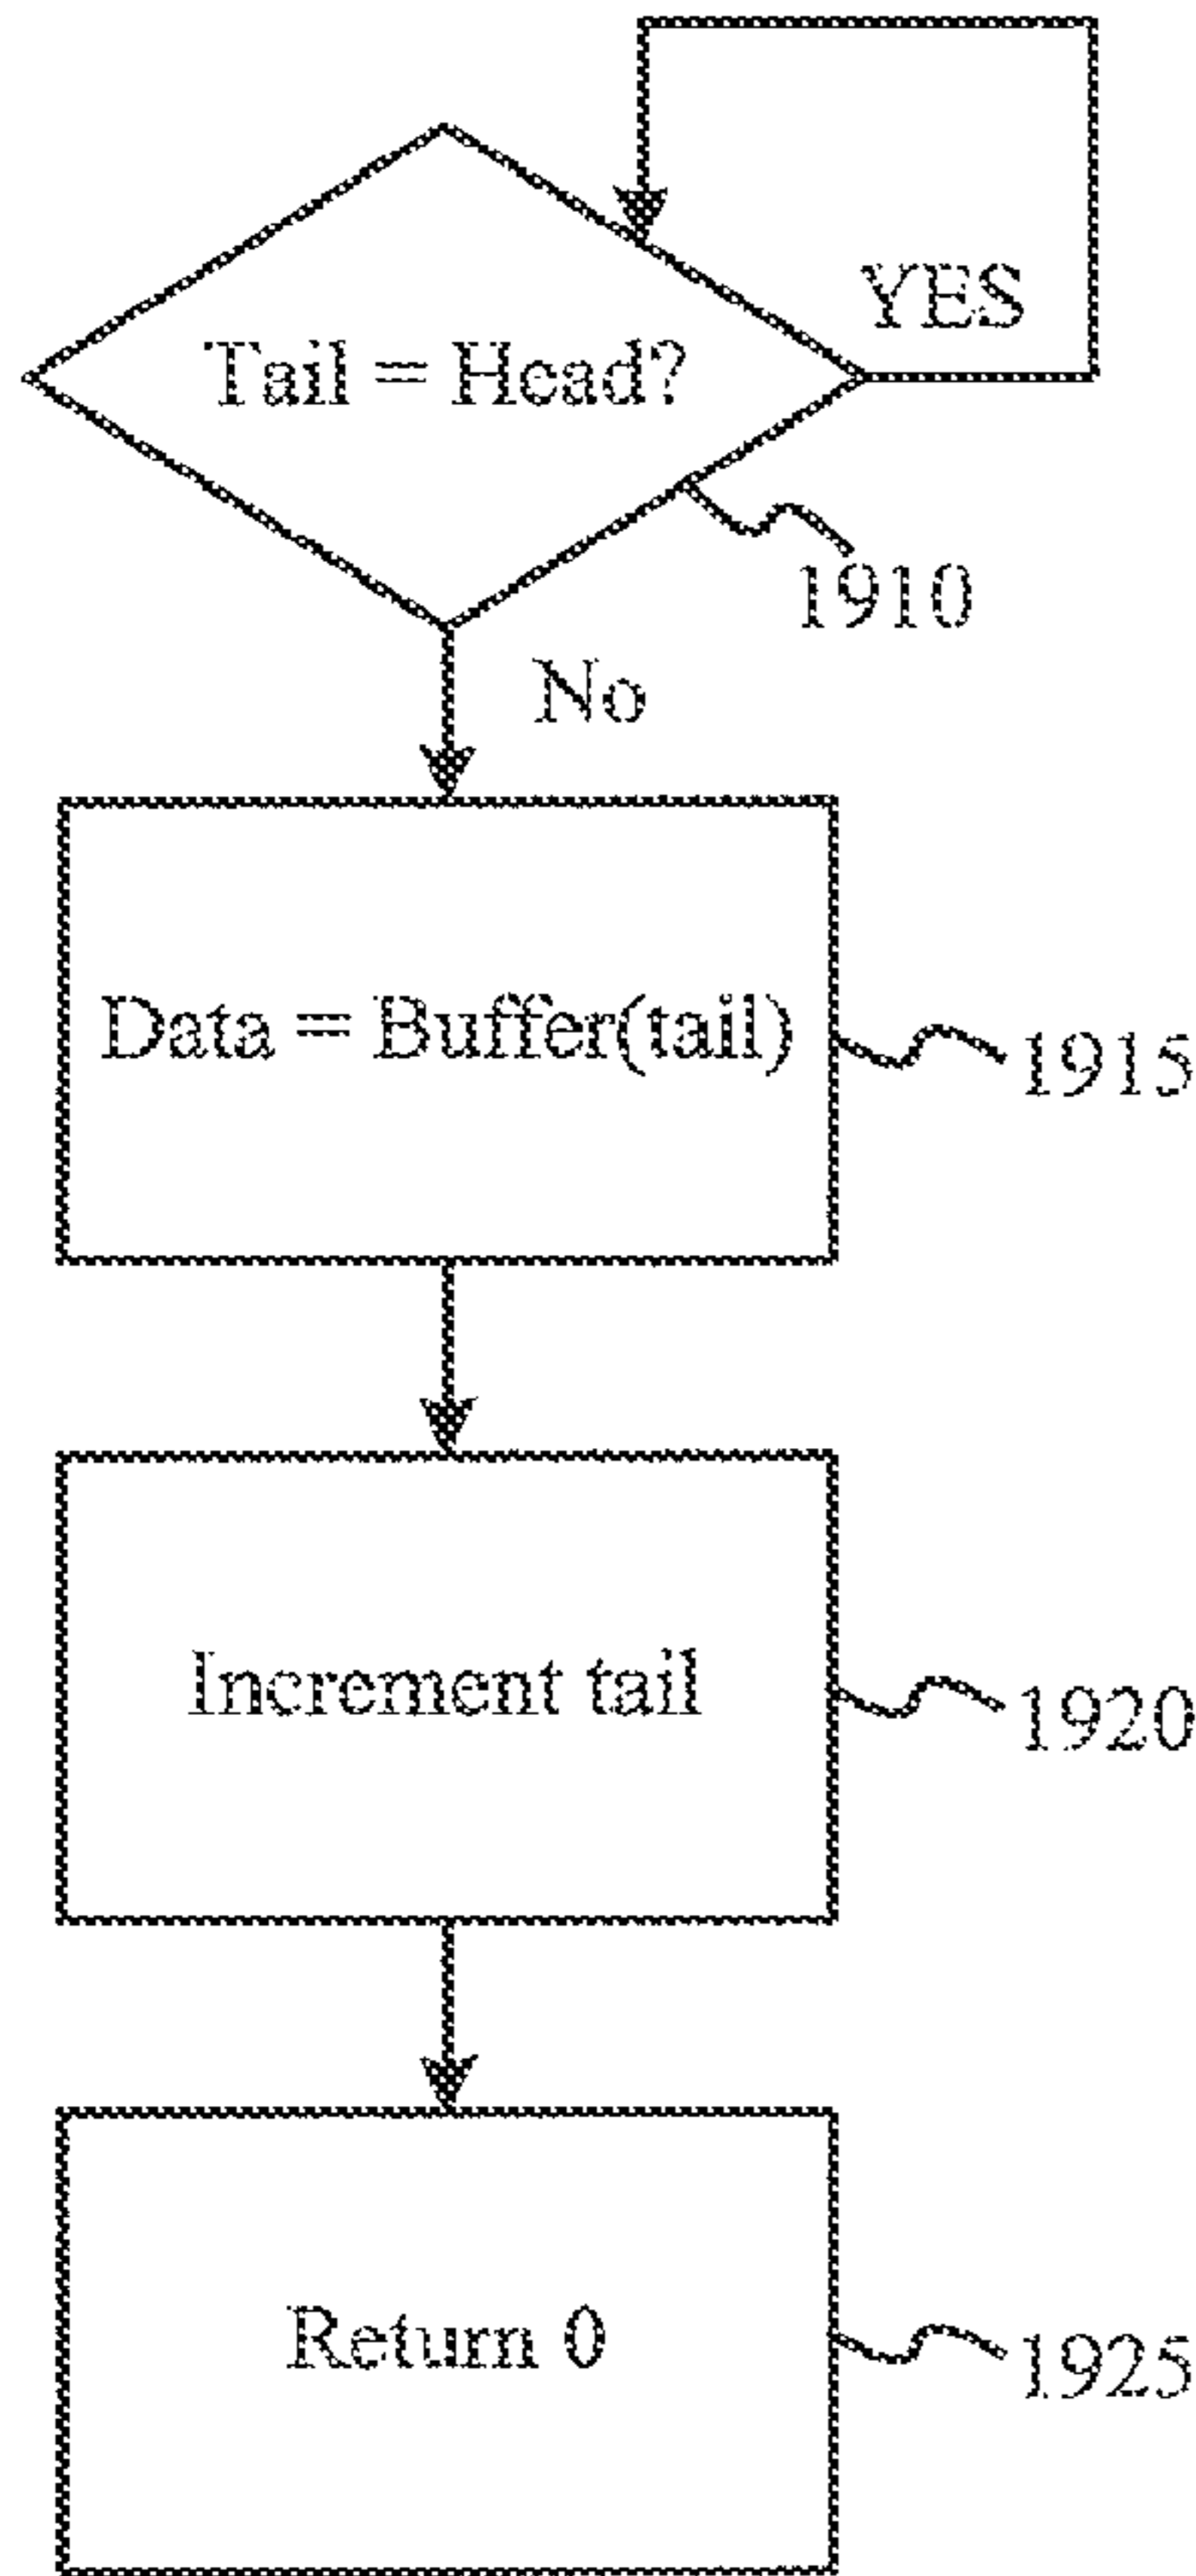 YES
Tail = Head?
1910
No
Data = Buffer(tail)
1915
Increment tail
1920
Return 0
1925